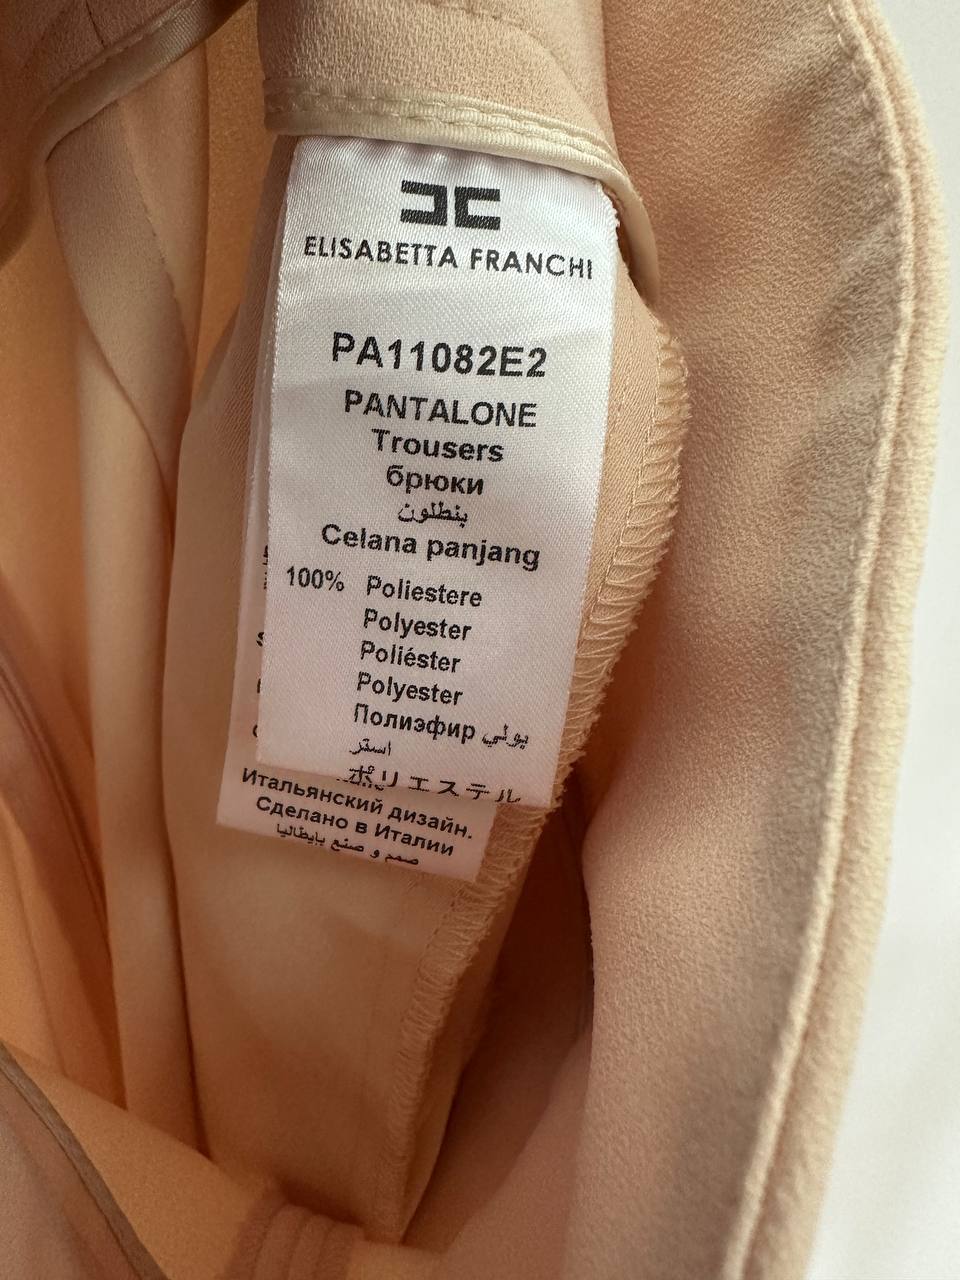 ELISABETTA FRANCHI
PA11082E2
PANTALONE
Trousers
брюки
بنطلون
Celana panjang
100% Poliestere
Polyester
Poliéster
Polyester
Полиэфир بولي
استر
ポリエステル
Итальянский дизайн.
Сделано в Италии
صمم و صنع بايطاليا